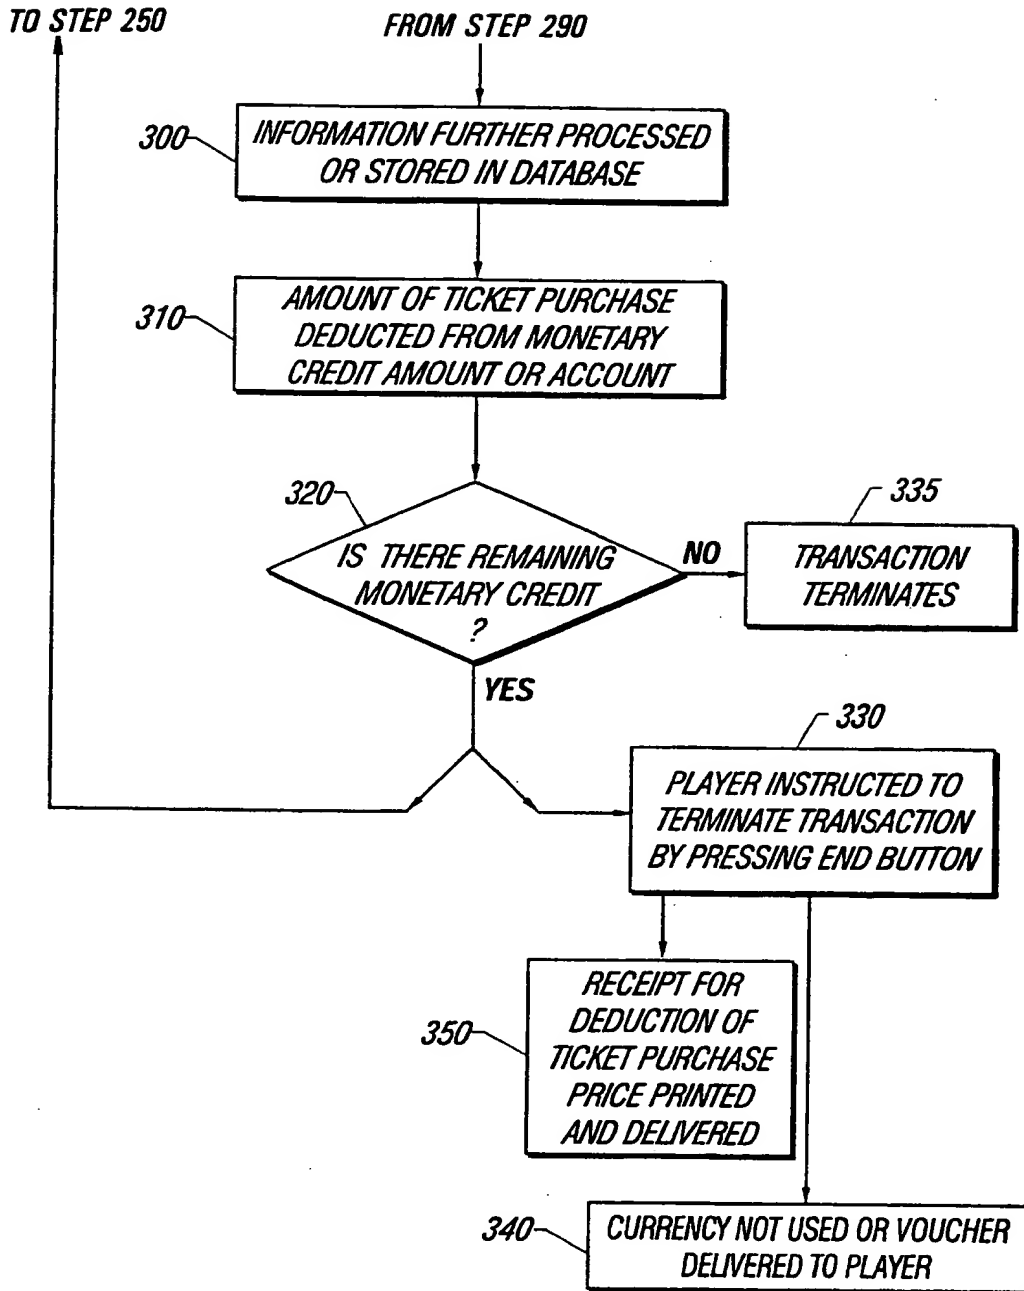 TO STEP 250
FROM STEP 290
300
INFORMATION FURTHER PROCESSED
OR STORED IN DATABASE
310
AMOUNT OF TICKET PURCHASE
DEDUCTED FROM MONETARY
CREDIT AMOUNT OR ACCOUNT
320
IS THERE REMAINING
MONETARY CREDIT
?
NO
335
TRANSACTION
TERMINATES
YES
330
PLAYER INSTRUCTED TO
TERMINATE TRANSACTION
BY PRESSING END BUTTON
350
RECEIPT FOR
DEDUCTION OF
TICKET PURCHASE
PRICE PRINTED
AND DELIVERED
340
CURRENCY NOT USED OR VOUCHER
DELIVERED TO PLAYER